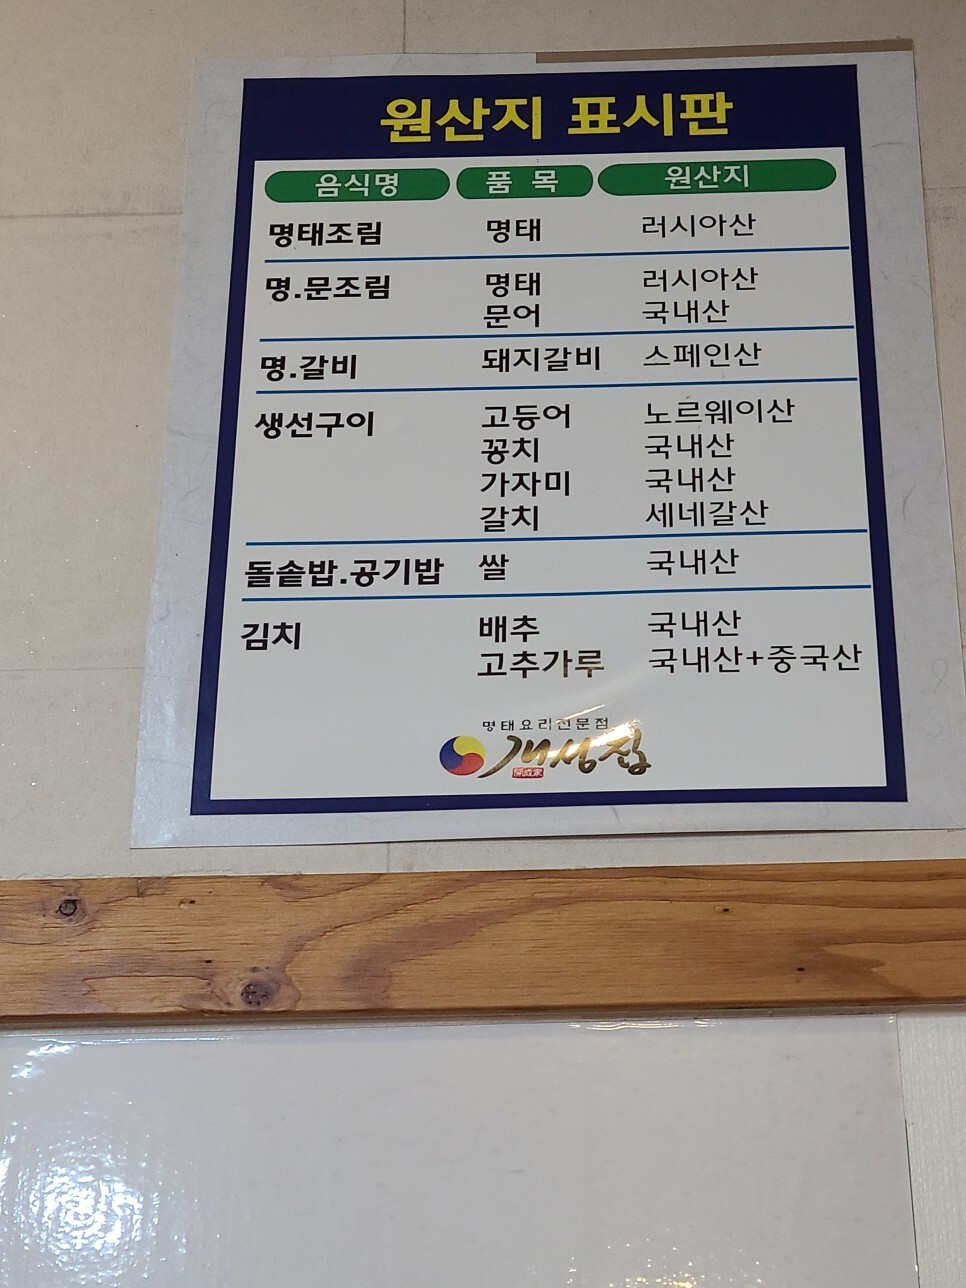 원산지 표시판
음식명 품 목 원산지
명태조림 명태 러시아산
명.문조림 명태 러시아산
문어 국내산
명.갈비 돼지갈비 스페인산
생선구이 고등어 노르웨이산
꽁치 국내산
가자미 국내산
갈치 세네갈산
돌솥밥.공기밥 쌀 국내산
김치 배추 국내산
고추가루 국내산+중국산
명태요리전문점
개성집
開成家